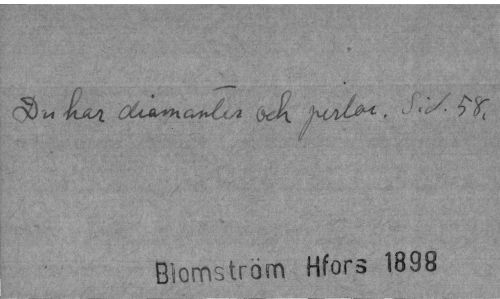 Du har diamanter och perlor. Sid. 58.
Blomström Hfors 1898